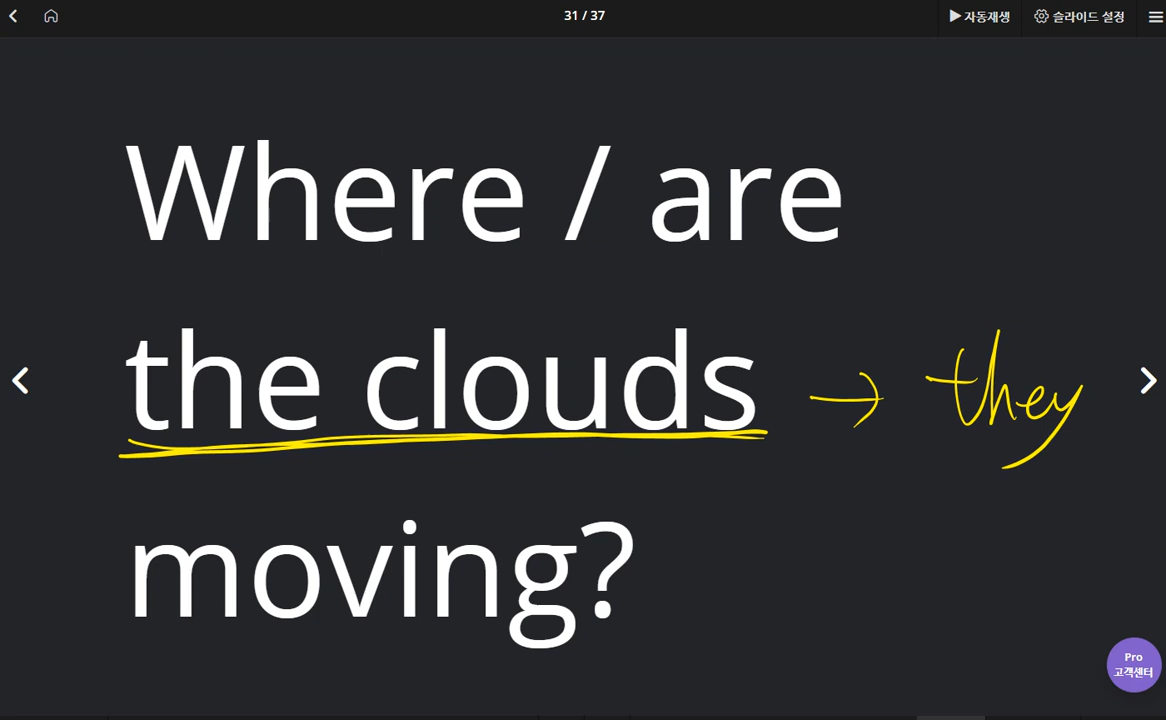 31 / 37
자동재생
슬라이드 설정
Where / are
the clouds → they
moving?
Pro
고객센터